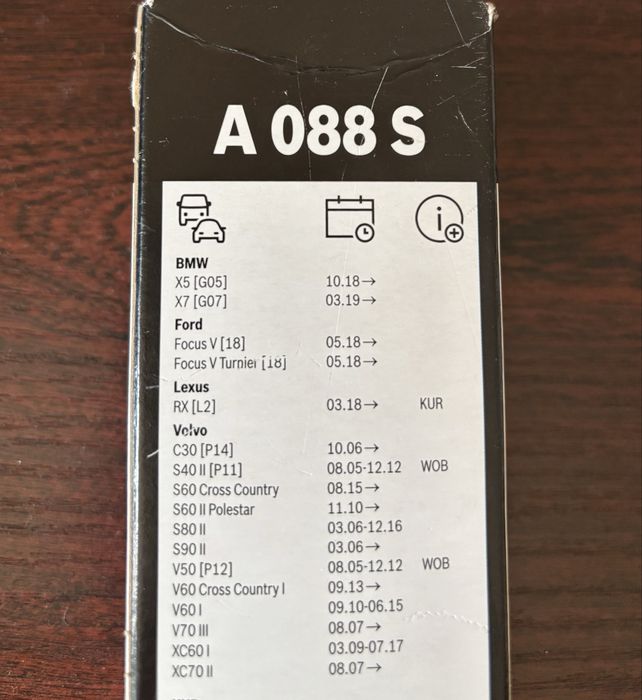 A 088 S
BMW
X5 [G05] 10.18→
X7 [G07] 03.19→
Ford
Focus V [18] 05.18→
Focus V Turnier [18] 05.18→
Lexus
RX [L2] 03.18→ KUR
Volvo
C30 [P14] 10.06→
S40 II [P11] 08.05-12.12 WOB
S60 Cross Country 08.15→
S60 II Polestar 11.10→
S80 II 03.06-12.16
S90 II 03.06→
V50 [P12] 08.05-12.12 WOB
V60 Cross Country I 09.13→
V60 I 09.10-06.15
V70 III 08.07→
XC60 I 03.09-07.17
XC70 II 08.07→